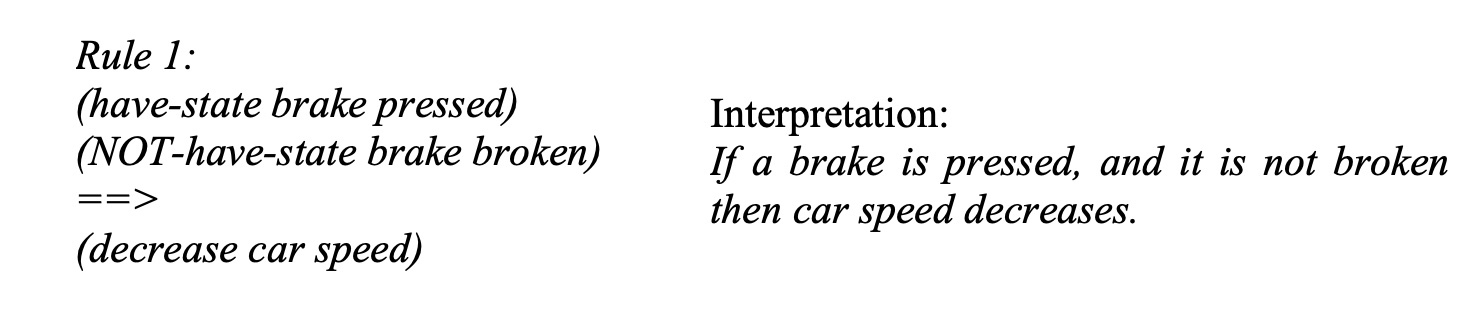 Rule 1:
(have-state brake pressed)
(NOT-have-state brake broken)
==>
(decrease car speed)
Interpretation:
If a brake is pressed, and it is not broken
then car speed decreases.